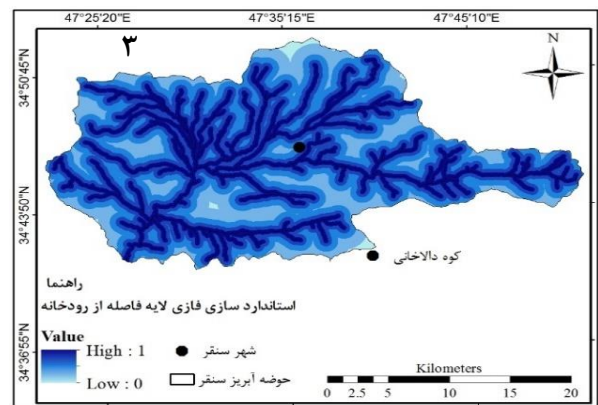 47°25'20"E 47°35'15"E 47°45'10"E
۳
N
34°50'45"N
34°43'50"N
34°36'55"N
کوه دالاخانی
راهنما
استاندارد سازی فازی لایه فاصله از رودخانه
Value
High : 1
Low : 0
شهر سنقر
حوضه آبریز سنقر
Kilometers
0 2.5 5 10 15 20